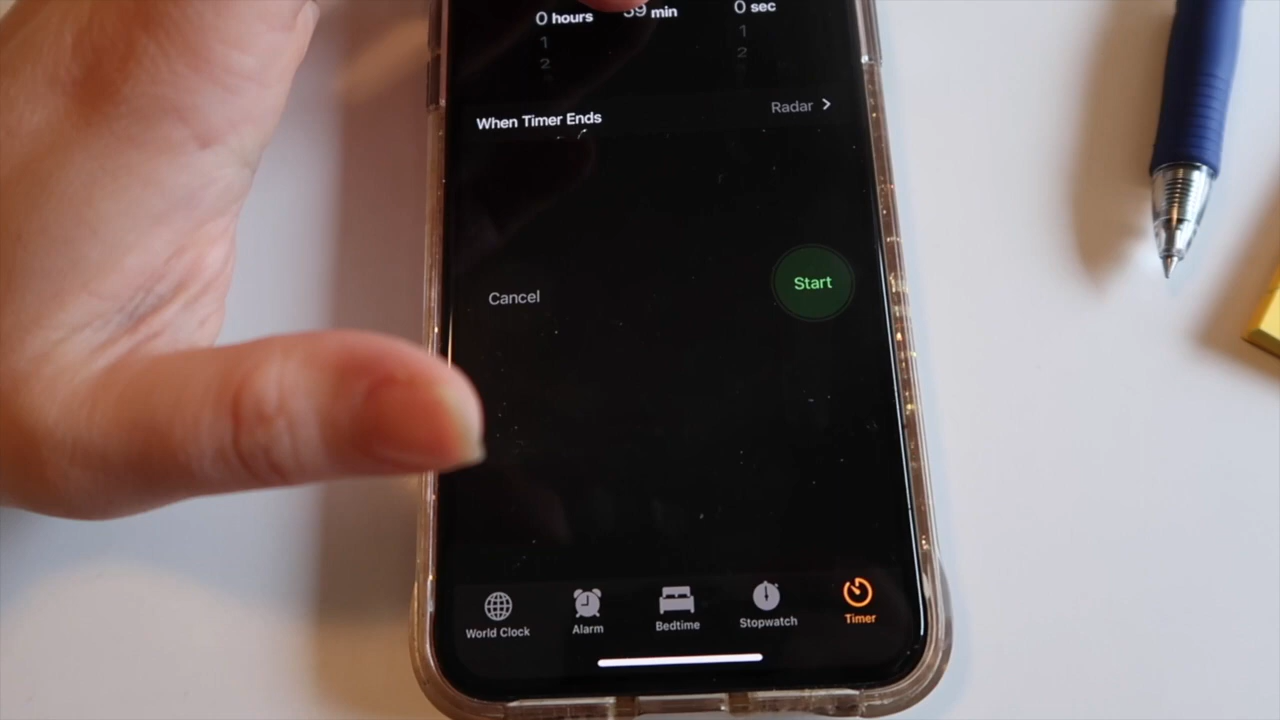 0 hours 59 min 0 sec
1 1
2 2
When Timer Ends Radar
Cancel Start
World Clock Alarm Bedtime Stopwatch Timer